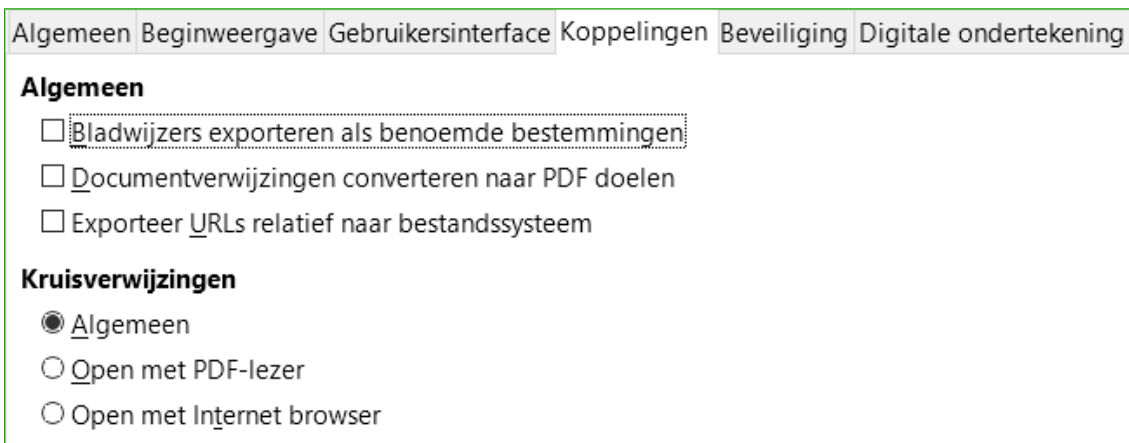 Algemeen Beginweergave Gebruikersinterface Koppelingen Beveiliging Digitale ondertekening
Algemeen
Bladwijzers exporteren als benoemde bestemmingen
Documentverwijzingen converteren naar PDF doelen
Exporteer URLs relatief naar bestandssysteem
Kruisverwijzingen
Algemeen
Open met PDF-lezer
Open met Internet browser